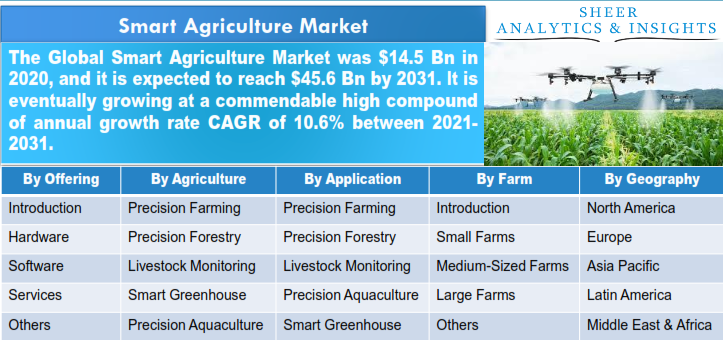 Smart Agriculture Market
SHEER
ANALYTICS & INSIGHTS
The Global Smart Agriculture Market was $14.5 Bn in
2020, and it is expected to reach $45.6 Bn by 2031. It is
eventually growing at a commendable high compound
of annual growth rate CAGR of 10.6% between 2021-
2031.
By Offering By Agriculture By Application By Farm By Geography
Introduction Precision Farming Precision Farming Introduction North America
Hardware Precision Forestry Precision Forestry Small Farms Europe
Software Livestock Monitoring Livestock Monitoring Medium-Sized Farms Asia Pacific
Services Smart Greenhouse Precision Aquaculture Large Farms Latin America
Others Precision Aquaculture Smart Greenhouse Others Middle East & Africa